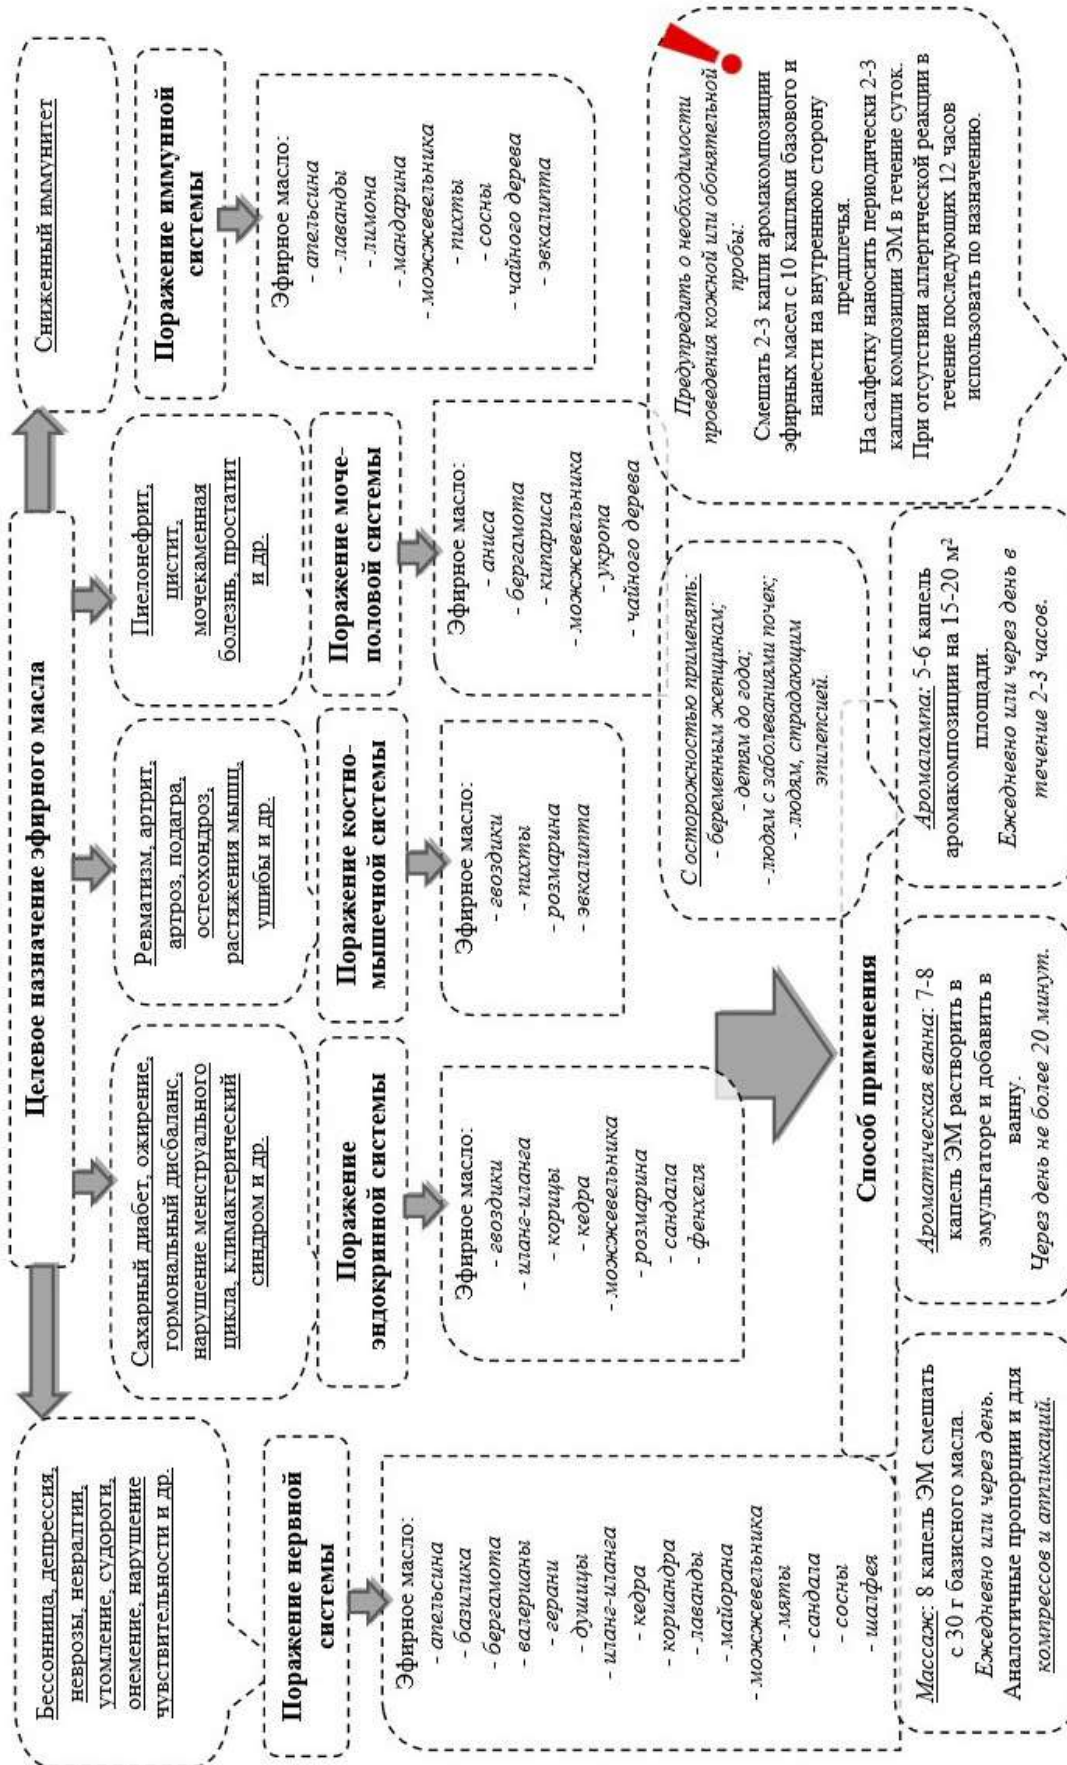 Целевое назначение эфирного масла
Бессонница, депрессия,
неврозы, невралгии,
утомление, судороги,
онемение, нарушение
чувствительности и др.
Поражение нервной
системы
Эфирное масло:
- апельсина
- базилика
- бергамота
- валерианы
- герани
- душицы
- иланг-иланга
- кедра
- кориандра
- лаванды
- майорана
- можжевельника
- мяты
- сандала
- сосны
- шалфея
Сахарный диабет, ожирение,
гормональный дисбаланс,
нарушение менструального
цикла, климактерический
синдром и др.
Поражение
эндокринной системы
Эфирное масло:
- гвоздики
- иланг-иланга
- корицы
- кедра
- можжевельника
- розмарина
- сандала
- фенхеля
Ревматизм, артрит,
артроз, подагра,
остеохондроз,
растяжения мышц,
ушибы и др.
Поражение костно-
мышечной системы
Эфирное масло:
- гвоздики
- пихты
- розмарина
- эвкалипта
Пиелонефрит,
цистит,
мочекаменная
болезнь, простатит
и др.
Поражение моче-
половой системы
Эфирное масло:
- аниса
- бергамота
- кипариса
- можжевельника
- укропа
- чайного дерева
Сниженный иммунитет
Поражение иммунной
системы
Эфирное масло:
- апельсина
- лаванды
- лимона
- мандарина
- можжевельника
- пихты
- сосны
- чайного дерева
- эвкалипта
С осторожностью применять:
- беременным женщинам;
- детям до года;
- людям с заболеваниями почек;
- людям, страдающим
эпилепсией.
Предупредить о необходимости
проведения кожной или обонятельной
пробы:
Смешать 2-3 капли аромакомпозиции
эфирных масел с 10 каплями базового и
нанести на внутреннюю сторону
предплечья.
На салфетку наносить периодически 2-3
капли композиции ЭМ в течение суток.
При отсутствии аллергической реакции в
течение последующих 12 часов
использовать по назначению.
Способ применения
Массаж: 8 капель ЭМ смешать
с 30 г базисного масла.
Ежедневно или через день.
Аналогичные пропорции и для
компрессов и аппликаций.
Ароматическая ванна: 7-8
капель ЭМ растворить в
эмульгаторе и добавить в
ванну.
Через день не более 20 минут.
Аромалампа: 5-6 капель
аромакомпозиции на 15-20 м²
площади.
Ежедневно или через день в
течение 2-3 часов.